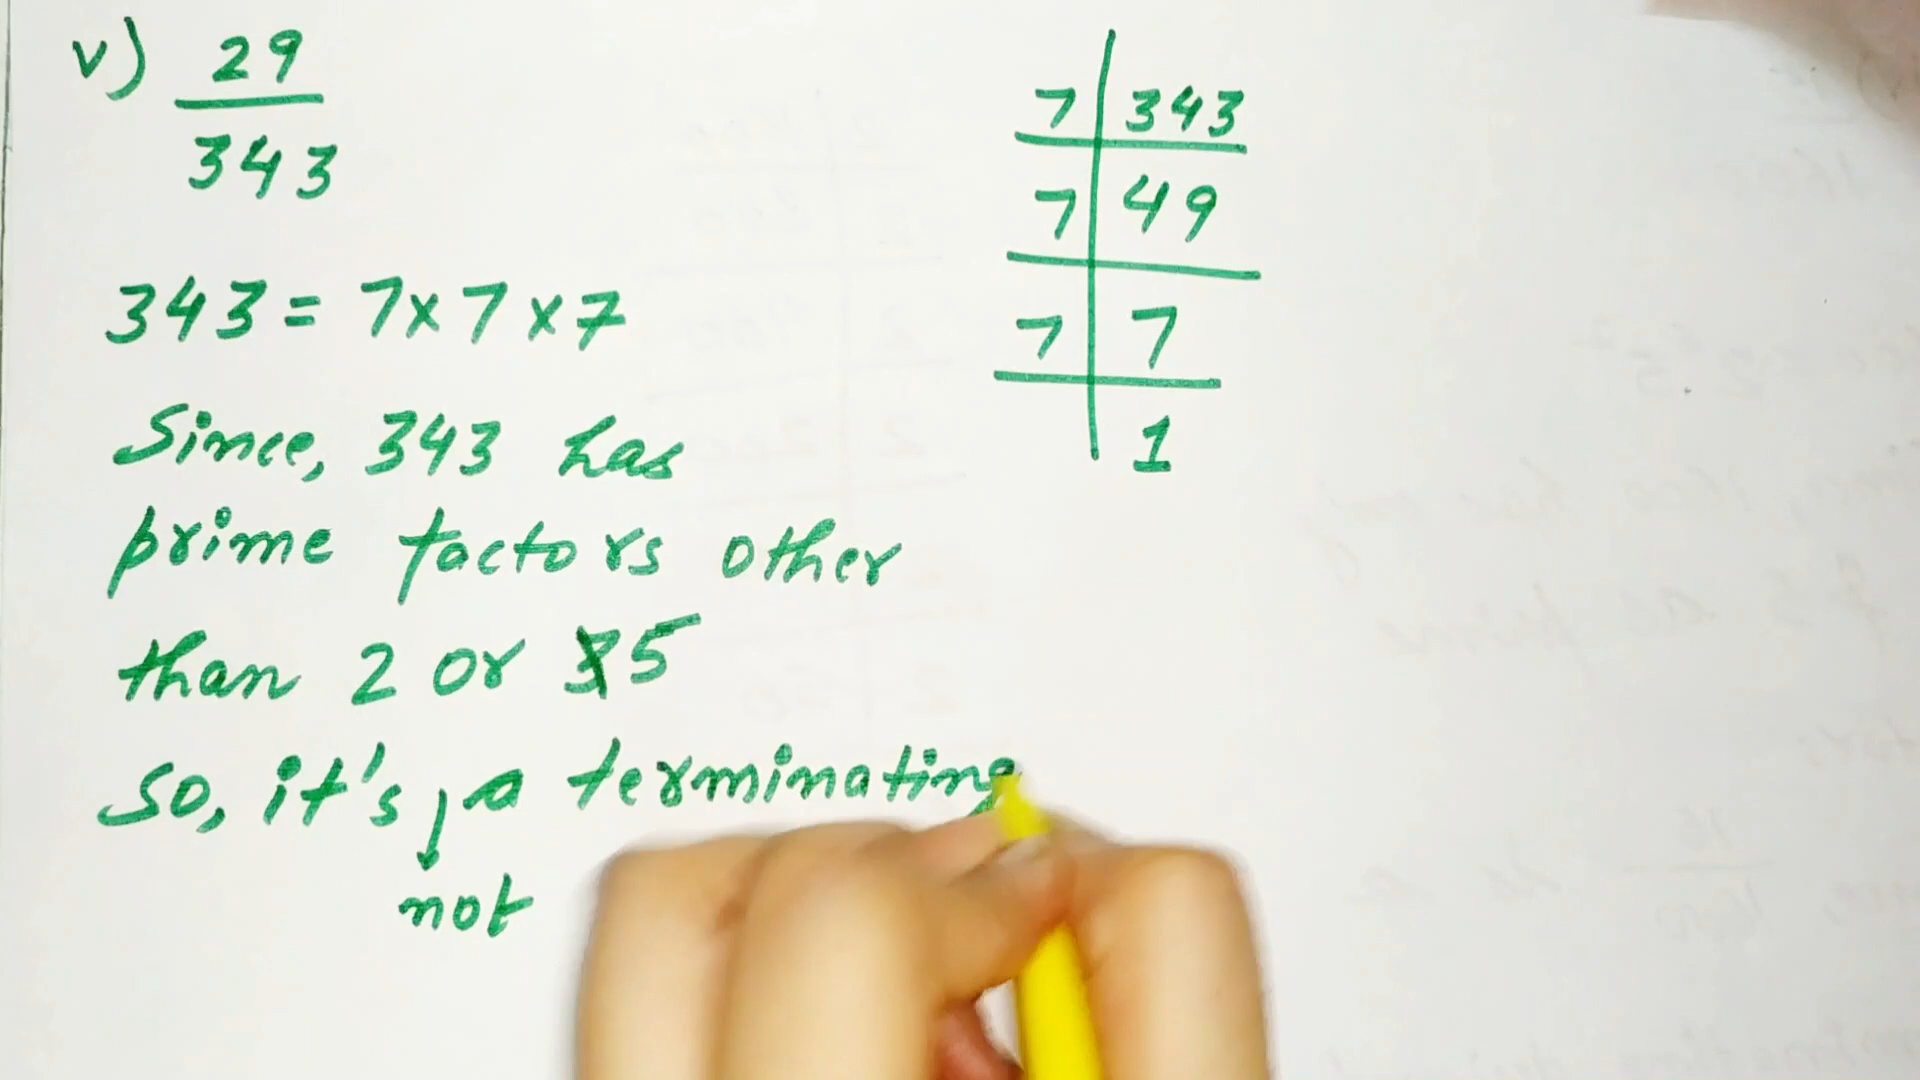 v) 29
343
343 = 7 x 7 x 7
Since, 343 has
prime factors other
than 2 or 5
So, it's a terminating
not
7 343
7 49
7 7
1